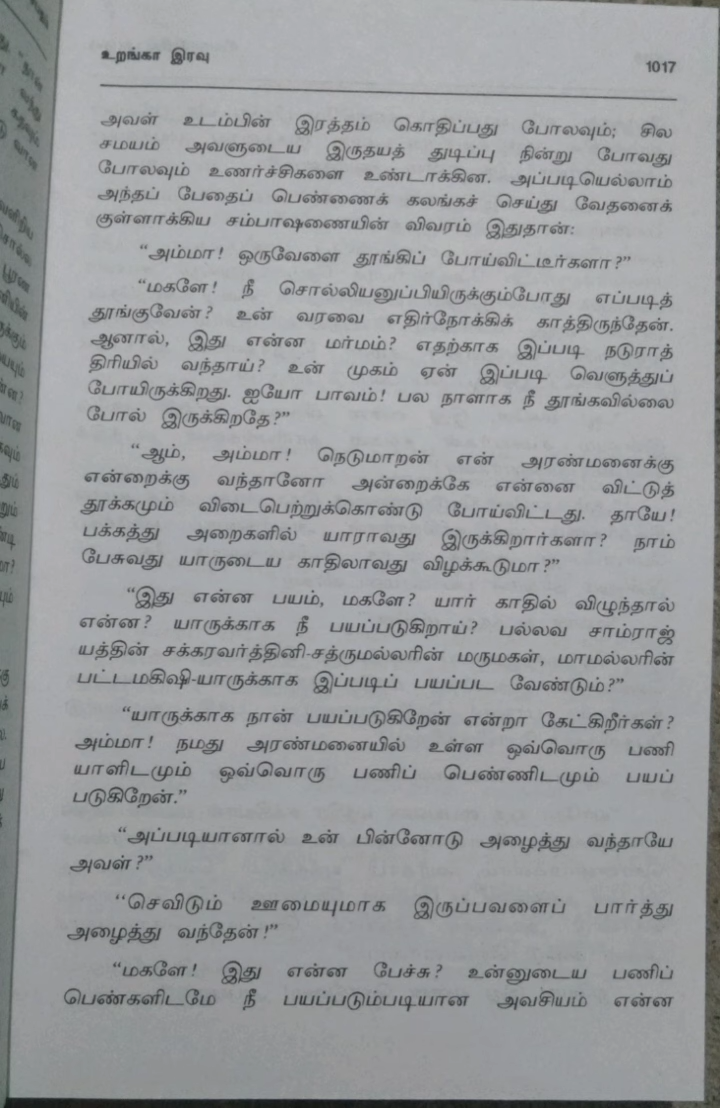 உறங்கா இரவு
1017
அவள் உடம்பின் இரத்தம் கொதிப்பது போலவும்; சில
சமயம் அவளுடைய இருதயத் துடிப்பு நின்று போவது
போலவும் உணர்ச்சிகளை உண்டாக்கின. அப்படியெல்லாம்
அந்தப் பேதைப் பெண்ணைக் கலங்கச் செய்து வேதனைக்
குள்ளாக்கிய சம்பாஷணையின் விவரம் இதுதான்:
“அம்மா! ஒருவேளை தூங்கிப் போய்விட்டீர்களா?”
“மகளே! நீ சொல்லியனுப்பியிருக்கும்போது எப்படித்
தூங்குவேன்? உன் வரவை எதிர்நோக்கிக் காத்திருந்தேன்.
ஆனால், இது என்ன மர்மம்? எதற்காக இப்படி நடுராத்
திரியில் வந்தாய்? உன் முகம் ஏன் இப்படி வெளுத்துப்
போயிருக்கிறது. ஐயோ பாவம்! பல நாளாக நீ தூங்கவில்லை
போல் இருக்கிறதே?”
“ஆம், அம்மா! நெடுமாறன் என் அரண்மனைக்கு
என்றைக்கு வந்தானோ அன்றைக்கே என்னை விட்டுத்
தூக்கமும் விடைபெற்றுக்கொண்டு போய்விட்டது. தாயே!
பக்கத்து அறைகளில் யாராவது இருக்கிறார்களா? நாம்
பேசுவது யாருடைய காதிலாவது விழக்கூடுமா?”
“இது என்ன பயம், மகளே? யார் காதில் விழுந்தால்
என்ன? யாருக்காக நீ பயப்படுகிறாய்? பல்லவ சாம்ராஜ்
யத்தின் சக்கரவர்த்தினி-சத்ருமல்லரின் மருமகள், மாமல்லரின்
பட்டமகிஷி-யாருக்காக இப்படிப் பயப்பட வேண்டும்?”
“யாருக்காக நான் பயப்படுகிறேன் என்றா கேட்கிறீர்கள்?
அம்மா! நமது அரண்மனையில் உள்ள ஒவ்வொரு பணி
யாளிடமும் ஒவ்வொரு பணிப் பெண்ணிடமும் பயப்
படுகிறேன்.”
“அப்படியானால் உன் பின்னோடு அழைத்து வந்தாயே
அவள்?”
“செவிடும் ஊமையுமாக இருப்பவளைப் பார்த்து
அழைத்து வந்தேன்!”
“மகளே! இது என்ன பேச்சு? உன்னுடைய பணிப்
பெண்களிடமே நீ பயப்படும்படியான அவசியம் என்ன